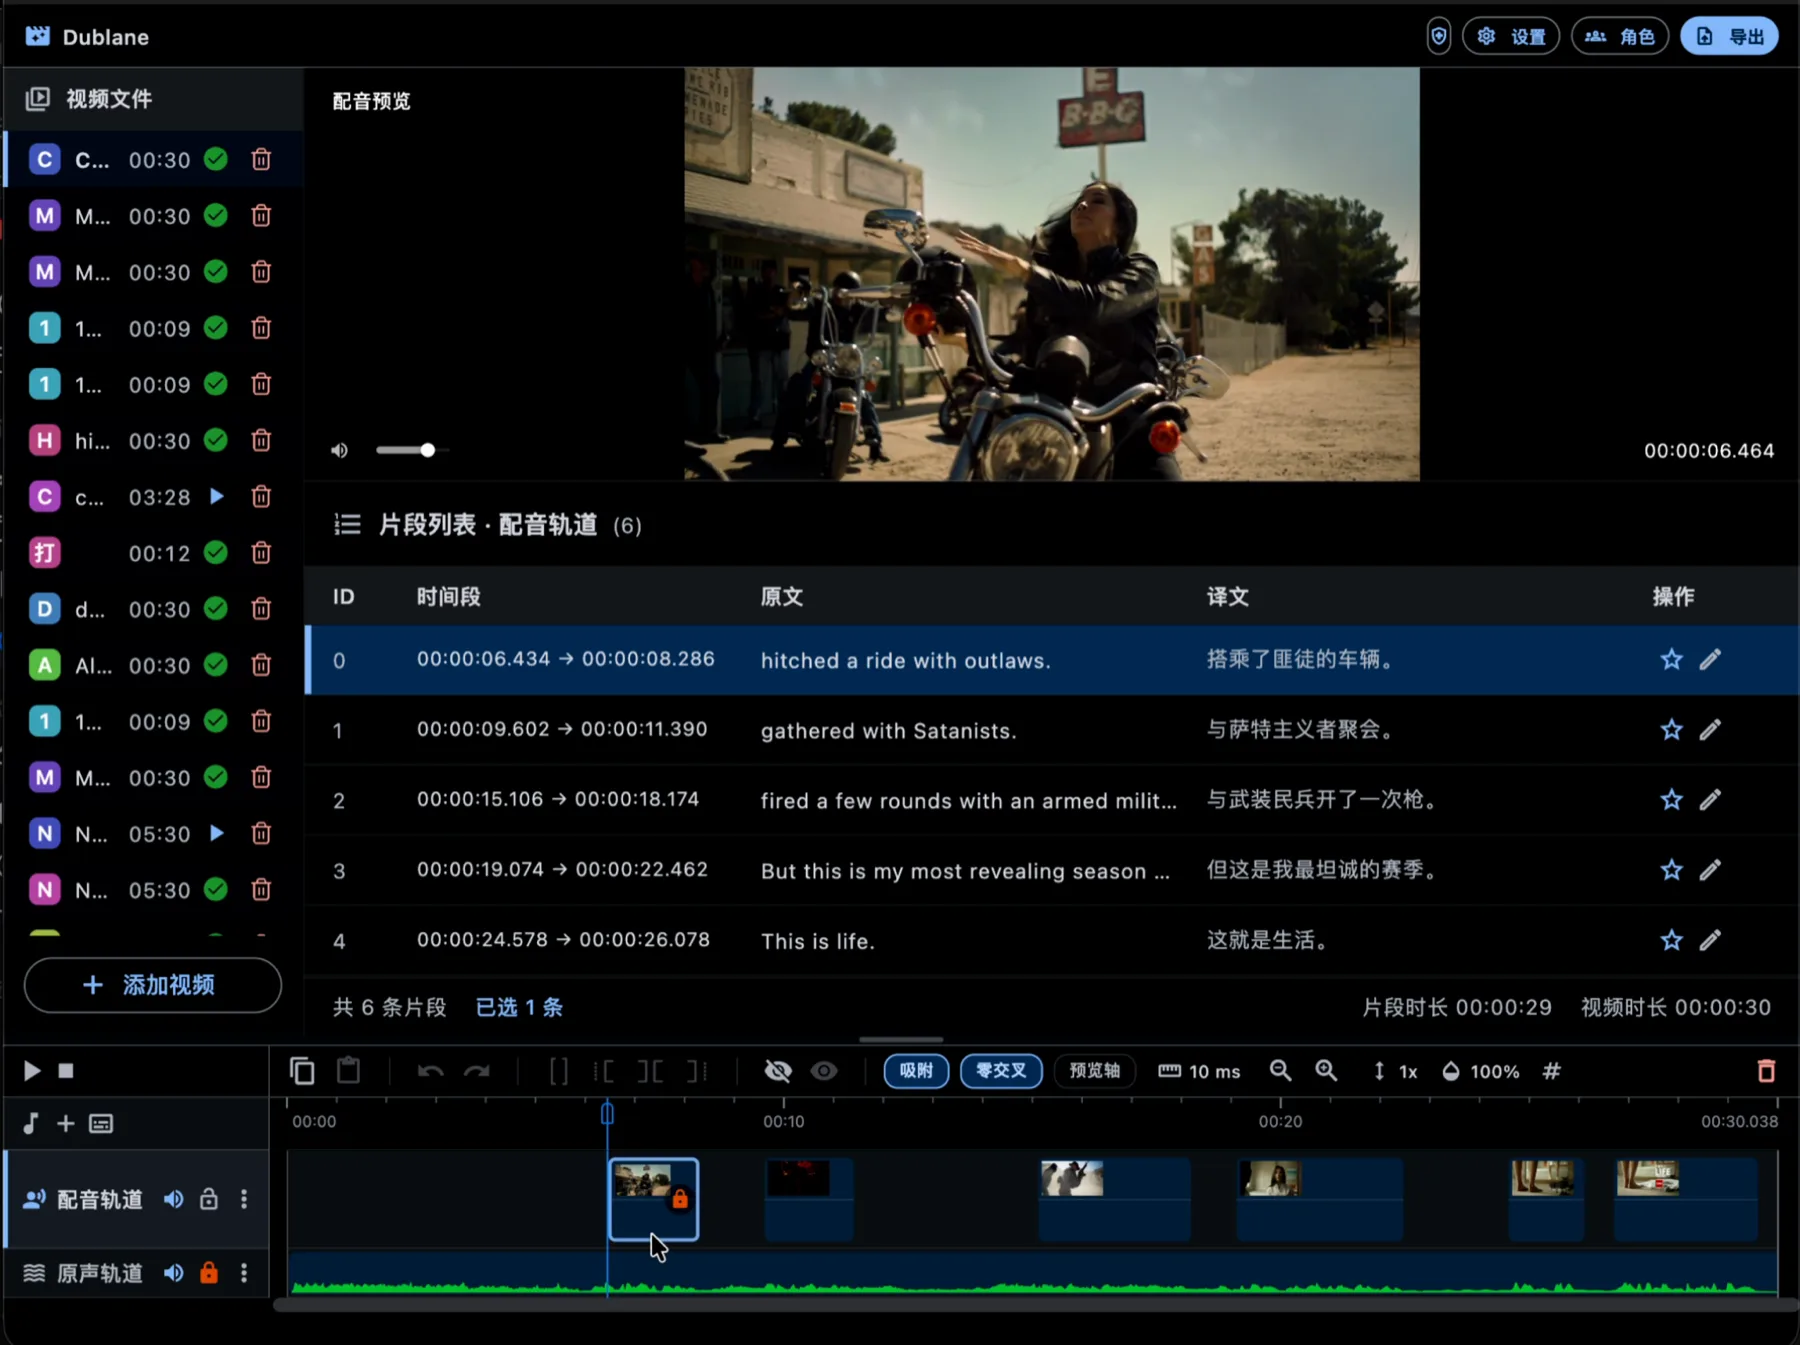 Dublane
设置
角色
导出
视频文件
配音预览
C C... 00:30
M M... 00:30
M M... 00:30
1 1... 00:09
1 1... 00:09
H hi... 00:30
C c... 03:28
打 00:12
D d... 00:30
A Al... 00:30
1 1... 00:09
M M... 00:30
N N... 05:30
N N... 05:30
添加视频
E
B-B-Q
GAS
00:00:06.464
片段列表 · 配音轨道 (6)
ID 时间段 原文 译文 操作
0 00:00:06.434 → 00:00:08.286 hitched a ride with outlaws. 搭乘了匪徒的车辆。
1 00:00:09.602 → 00:00:11.390 gathered with Satanists. 与萨特主义者聚会。
2 00:00:15.106 → 00:00:18.174 fired a few rounds with an armed milit... 与武装民兵开了一次枪。
3 00:00:19.074 → 00:00:22.462 But this is my most revealing season ... 但这是我最坦诚的赛季。
4 00:00:24.578 → 00:00:26.078 This is life. 这就是生活。
共 6 条片段 已选 1 条 片段时长 00:00:29 视频时长 00:00:30
吸附 零交叉 预览轴 10 ms 1x 100% #
00:00 00:10 00:20 00:30.038
配音轨道
原声轨道